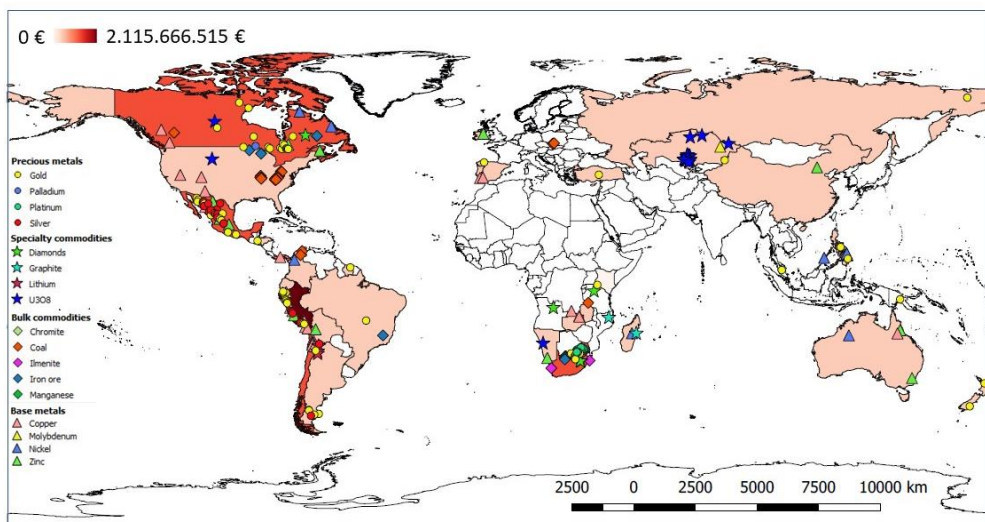 0 € 2.115.666.515 €
Precious metals
Gold
Palladium
Platinum
Silver
Specialty commodities
Diamonds
Graphite
Lithium
U3O8
Bulk commodities
Chromite
Coal
Ilmenite
Iron ore
Manganese
Base metals
Copper
Molybdenum
Nickel
Zinc
2500 0 2500 5000 7500 10000 km